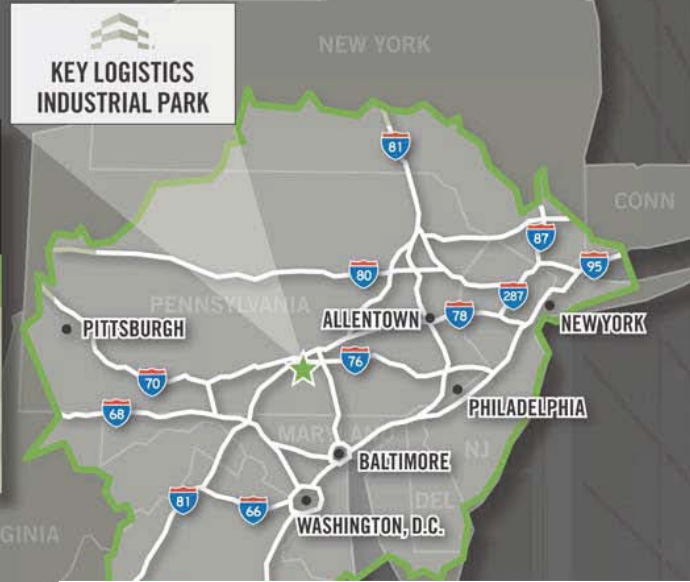 KEY LOGISTICS
INDUSTRIAL PARK
NEW YORK
81
CONN
87
95
80
287
PENNSYLVANIA
78
ALLENTOWN
NEW YORK
PITTSBURGH
76
70
PHILADELPHIA
68
MARYLAND
NJ
BALTIMORE
81
66
DEL
WASHINGTON, D.C.
GINIA